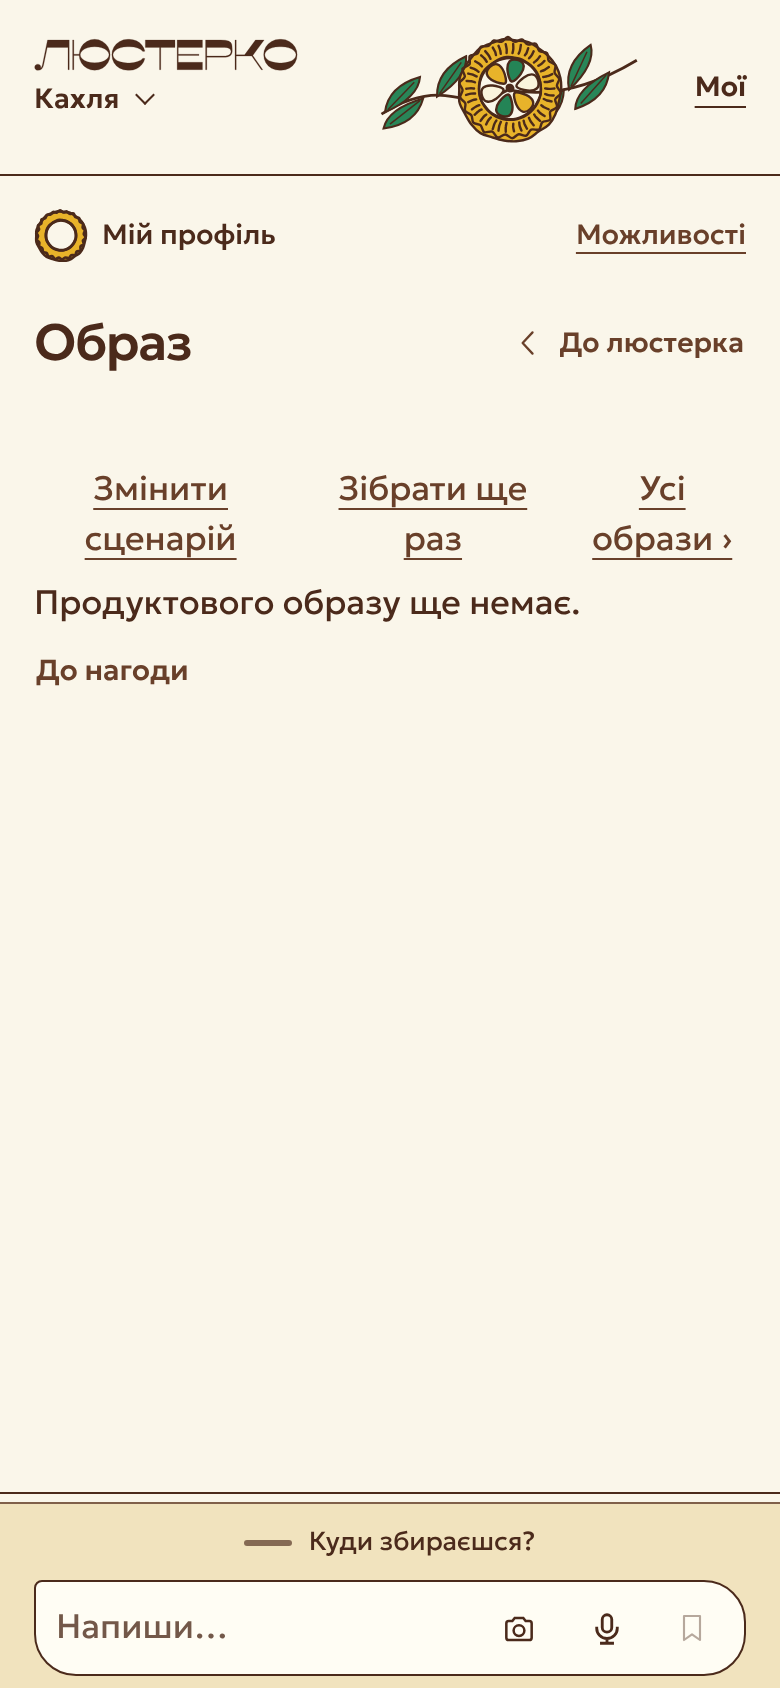 ЛЮСТЕРКО
Кахля
Мої
Мій профіль
Можливості
Образ
До люстерка
Змінити
сценарій
Зібрати ще
раз
Усі
образи ›
Продуктового образу ще немає.
До нагоди
Куди збираєшся?
Напиши...